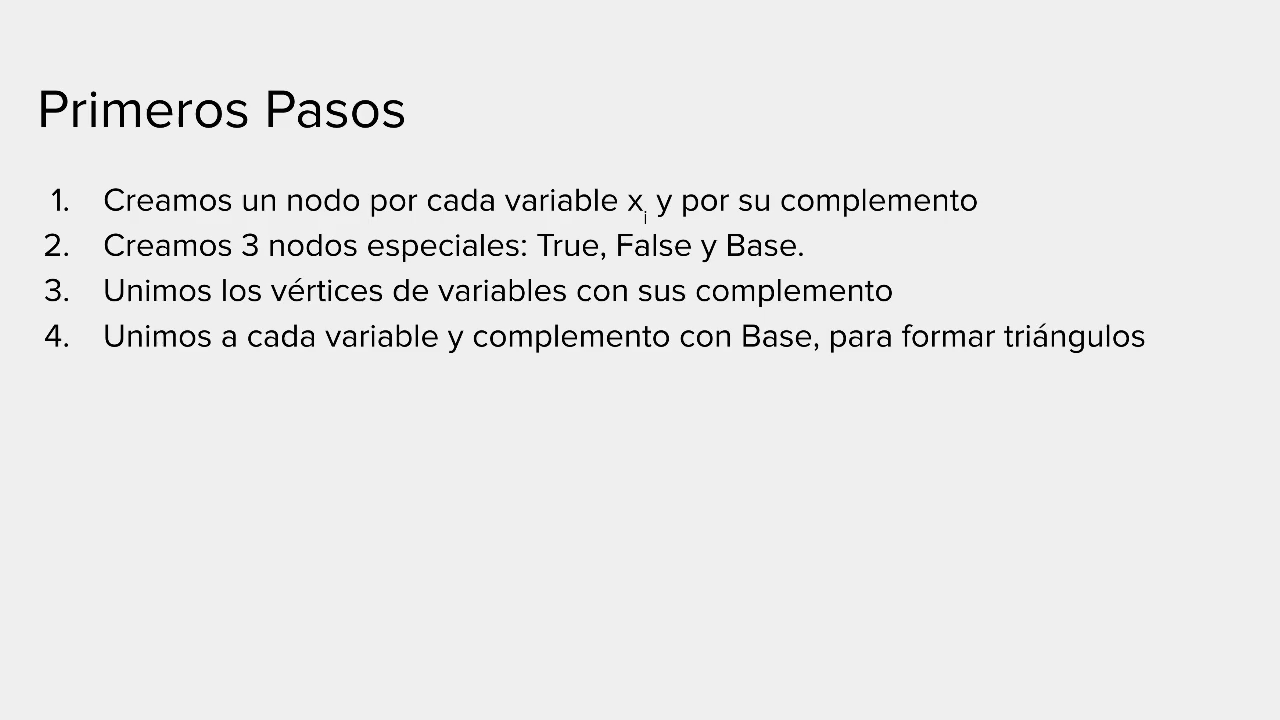 Primeros Pasos
1. Creamos un nodo por cada variable xᵢ y por su complemento
2. Creamos 3 nodos especiales: True, False y Base.
3. Unimos los vértices de variables con sus complemento
4. Unimos a cada variable y complemento con Base, para formar triángulos